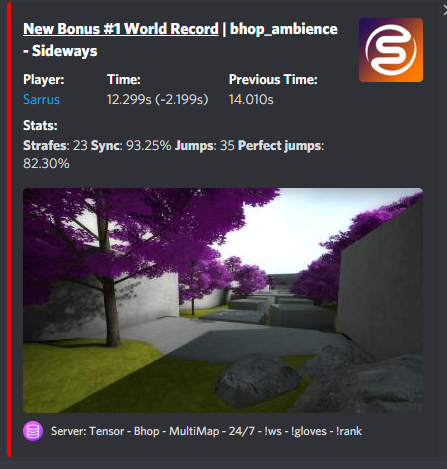 New Bonus #1 World Record | bhop_ambience
- Sideways
Player: Time: Previous Time:
Sarrus 12.299s (-2.199s) 14.010s
Stats:
Strafes: 23 Sync: 93.25% Jumps: 35 Perfect jumps:
82.30%
Server: Tensor - Bhop - MultiMap - 24/7 - !ws - !gloves - !rank